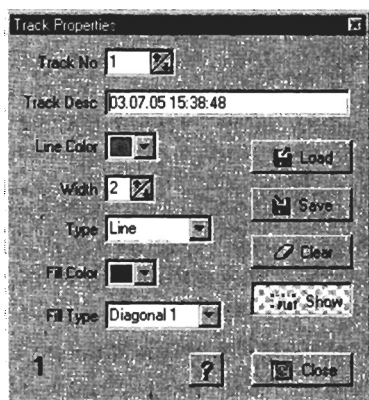 Track Properties
Track No 1
Track Desc 03.07.05 15:38:48
Line Color
Load
Width 2
Save
Type Line
Clear
Fill Color
Show
Fill Type Diagonal 1
1 ? Close